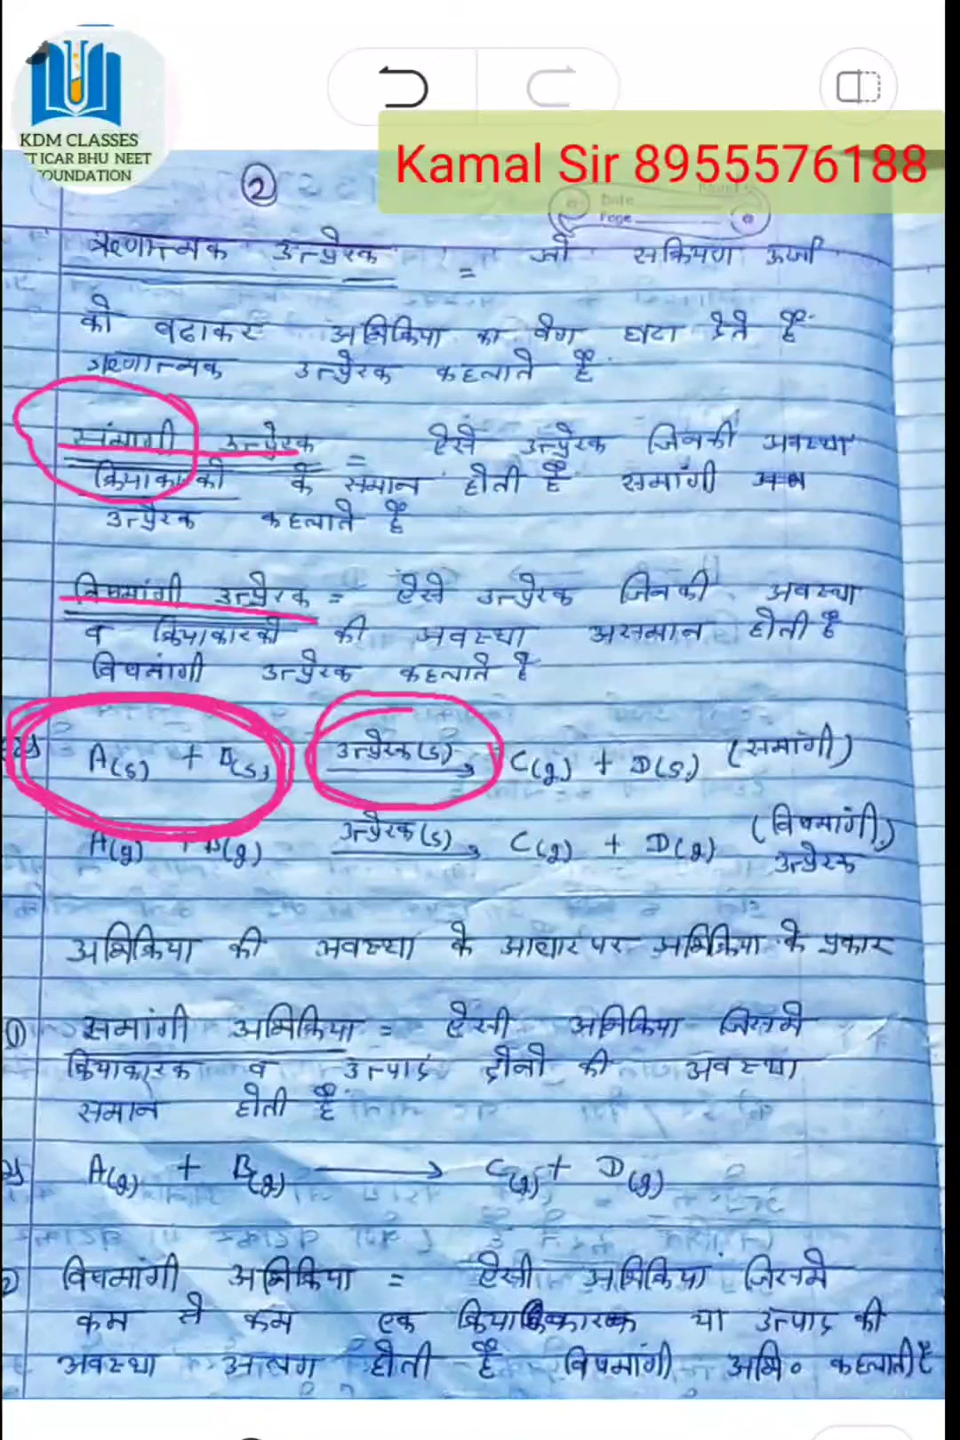 KDM CLASSES
T ICAR BHU NEET
FOUNDATION
Kamal Sir 8955576188
2
Date
Page
ऋणात्मक उत्प्रेरक = जो सक्रियण ऊर्जा
को बढाकर अभिक्रिया का वेग घटा देते हैं
ऋणात्मक उत्प्रेरक कहलाते हैं
समांगी उत्प्रेरक = ऐसे उत्प्रेरक जिनकी अवस्था
क्रियाकारकी के समान होती हैं समांगी
उत्प्रेरक कहलाते हैं
विषमांगी उत्प्रेरक = ऐसे उत्प्रेरक जिनकी अवस्था
व क्रियाकारको की अवस्था असमान होती हैं
विषमांगी उत्प्रेरक कहलाते हैं
A(s) + B(s) उत्प्रेरक(s) → C(g) + D(s) (समांगी)
A(g) + B(g) उत्प्रेरक(s) → C(g) + D(g) (विषमांगी)
उत्प्रेरक
अभिक्रिया की अवस्था के आधार पर अभिक्रिया के प्रकार
① समांगी अभिक्रिया = ऐसी अभिक्रिया जिसमे
क्रियाकारक व उत्पाद दोनो की अवस्था
समान होती हैं
A(g) + B(g) → C(g) + D(g)
② विषमांगी अभिक्रिया = ऐसी अभिक्रिया जिसमे
कम से कम एक क्रियाकारक या उत्पाद की
अवस्था अलग होती हैं विषमांगी अभि० कहलाती हैं